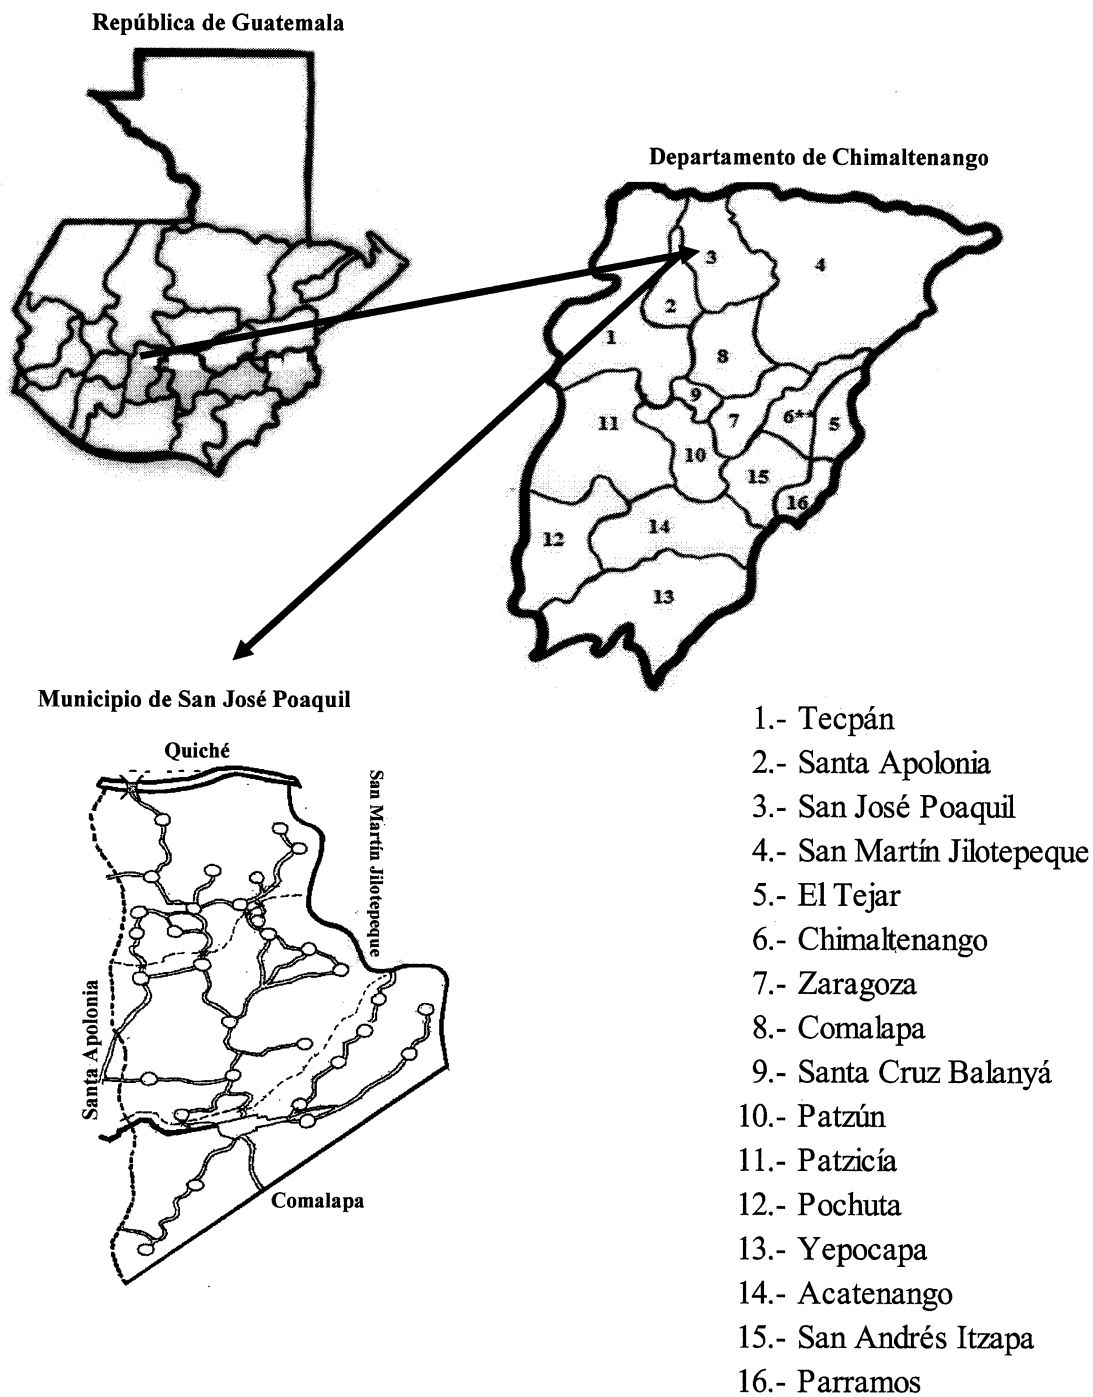 República de Guatemala
Departamento de Chimaltenango
3
4
2
1
8
9
7
6**
5
11
10
15
16
14
12
13
Municipio de San José Poaquil
Quiché
San Martín Jilotepeque
Santa Apolonia
Comalapa
1.- Tecpán
2.- Santa Apolonia
3.- San José Poaquil
4.- San Martín Jilotepeque
5.- El Tejar
6.- Chimaltenango
7.- Zaragoza
8.- Comalapa
9.- Santa Cruz Balanyá
10.- Patzún
11.- Patzicía
12.- Pochuta
13.- Yepocapa
14.- Acatenango
15.- San Andrés Itzapa
16.- Parramos